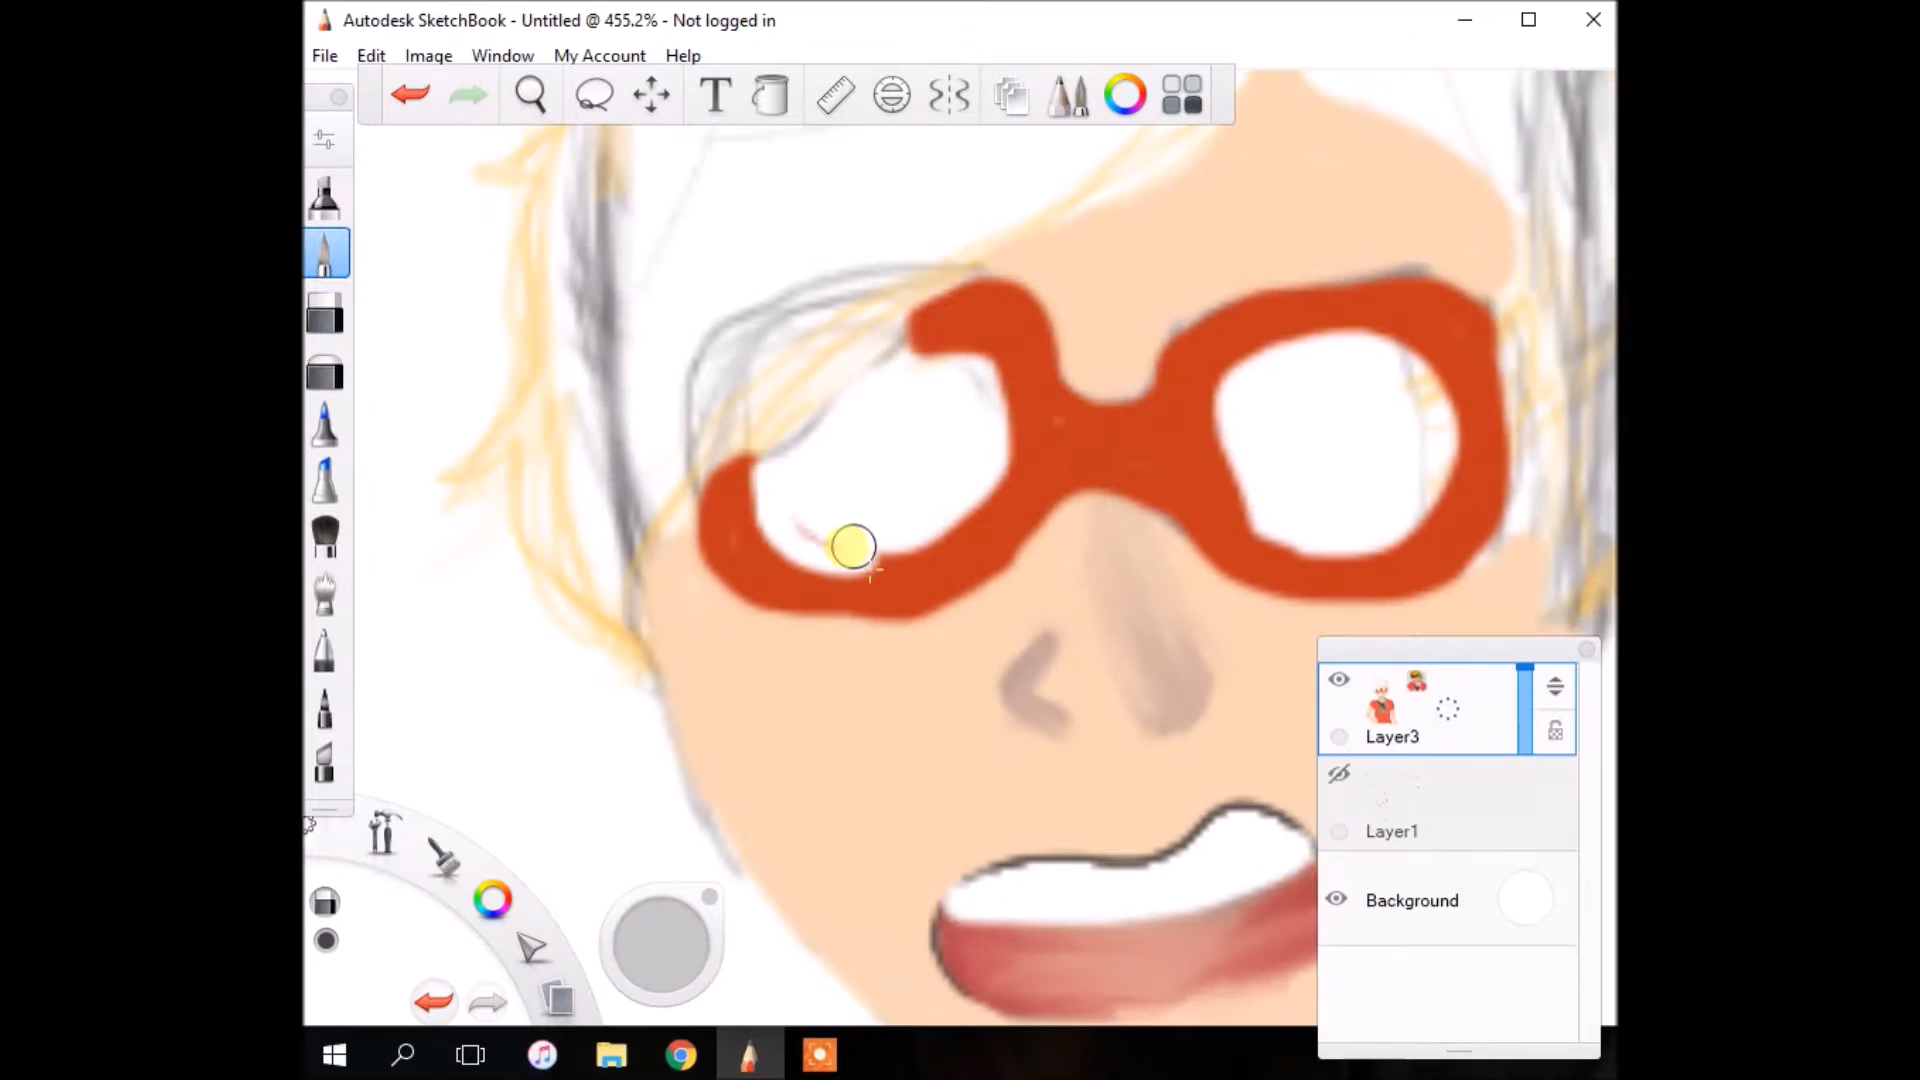 Autodesk SketchBook - Untitled @ 455.2% - Not logged in
File Edit Image Window My Account Help
T
Layer3
Layer1
Background